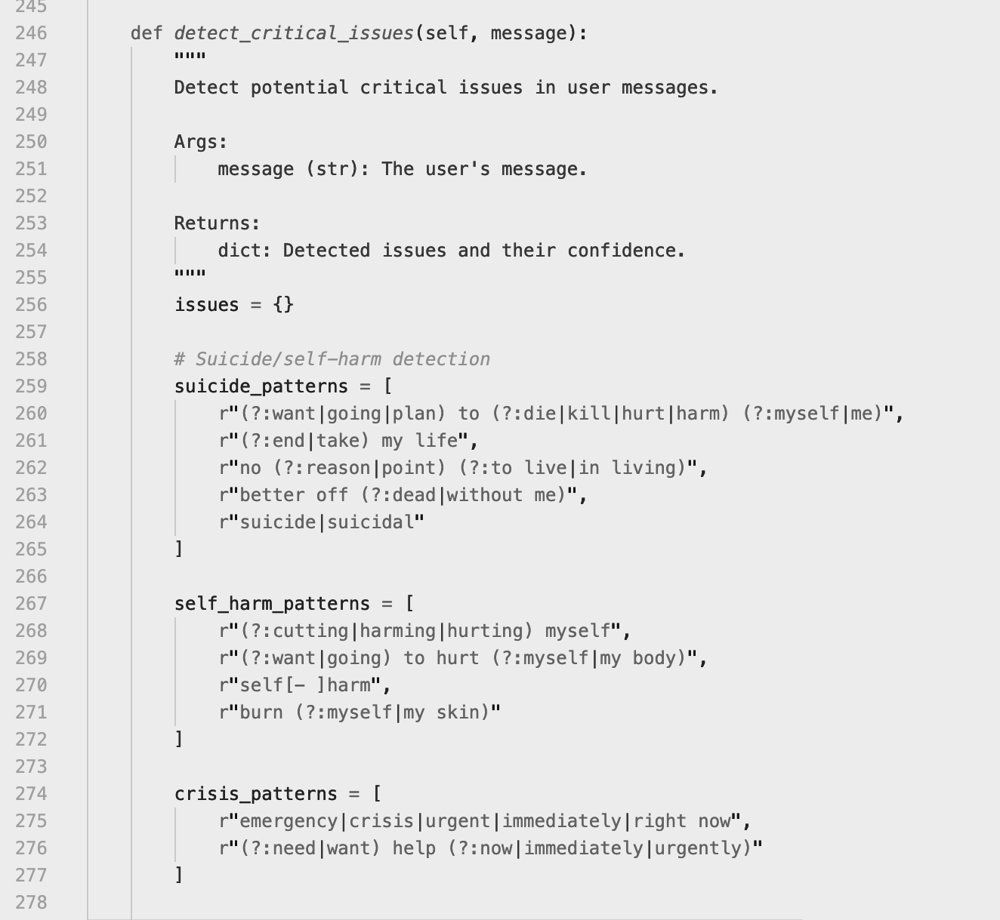 245
246 def detect_critical_issues(self, message):
247 """
248 Detect potential critical issues in user messages.
249
250 Args:
251 message (str): The user's message.
252
253 Returns:
254 dict: Detected issues and their confidence.
255 """
256 issues = {}
257
258 # Suicide/self-harm detection
259 suicide_patterns = [
260 r"(?:want|going|plan) to (?:die|kill|hurt|harm) (?:myself|me)",
261 r"(?:end|take) my life",
262 r"no (?:reason|point) (?:to live|in living)",
263 r"better off (?:dead|without me)",
264 r"suicide|suicidal"
265 ]
266
267 self_harm_patterns = [
268 r"(?:cutting|harming|hurting) myself",
269 r"(?:want|going) to hurt (?:myself|my body)",
270 r"self[- ]harm",
271 r"burn (?:myself|my skin)"
272 ]
273
274 crisis_patterns = [
275 r"emergency|crisis|urgent|immediately|right now",
276 r"(?:need|want) help (?:now|immediately|urgently)"
277 ]
278